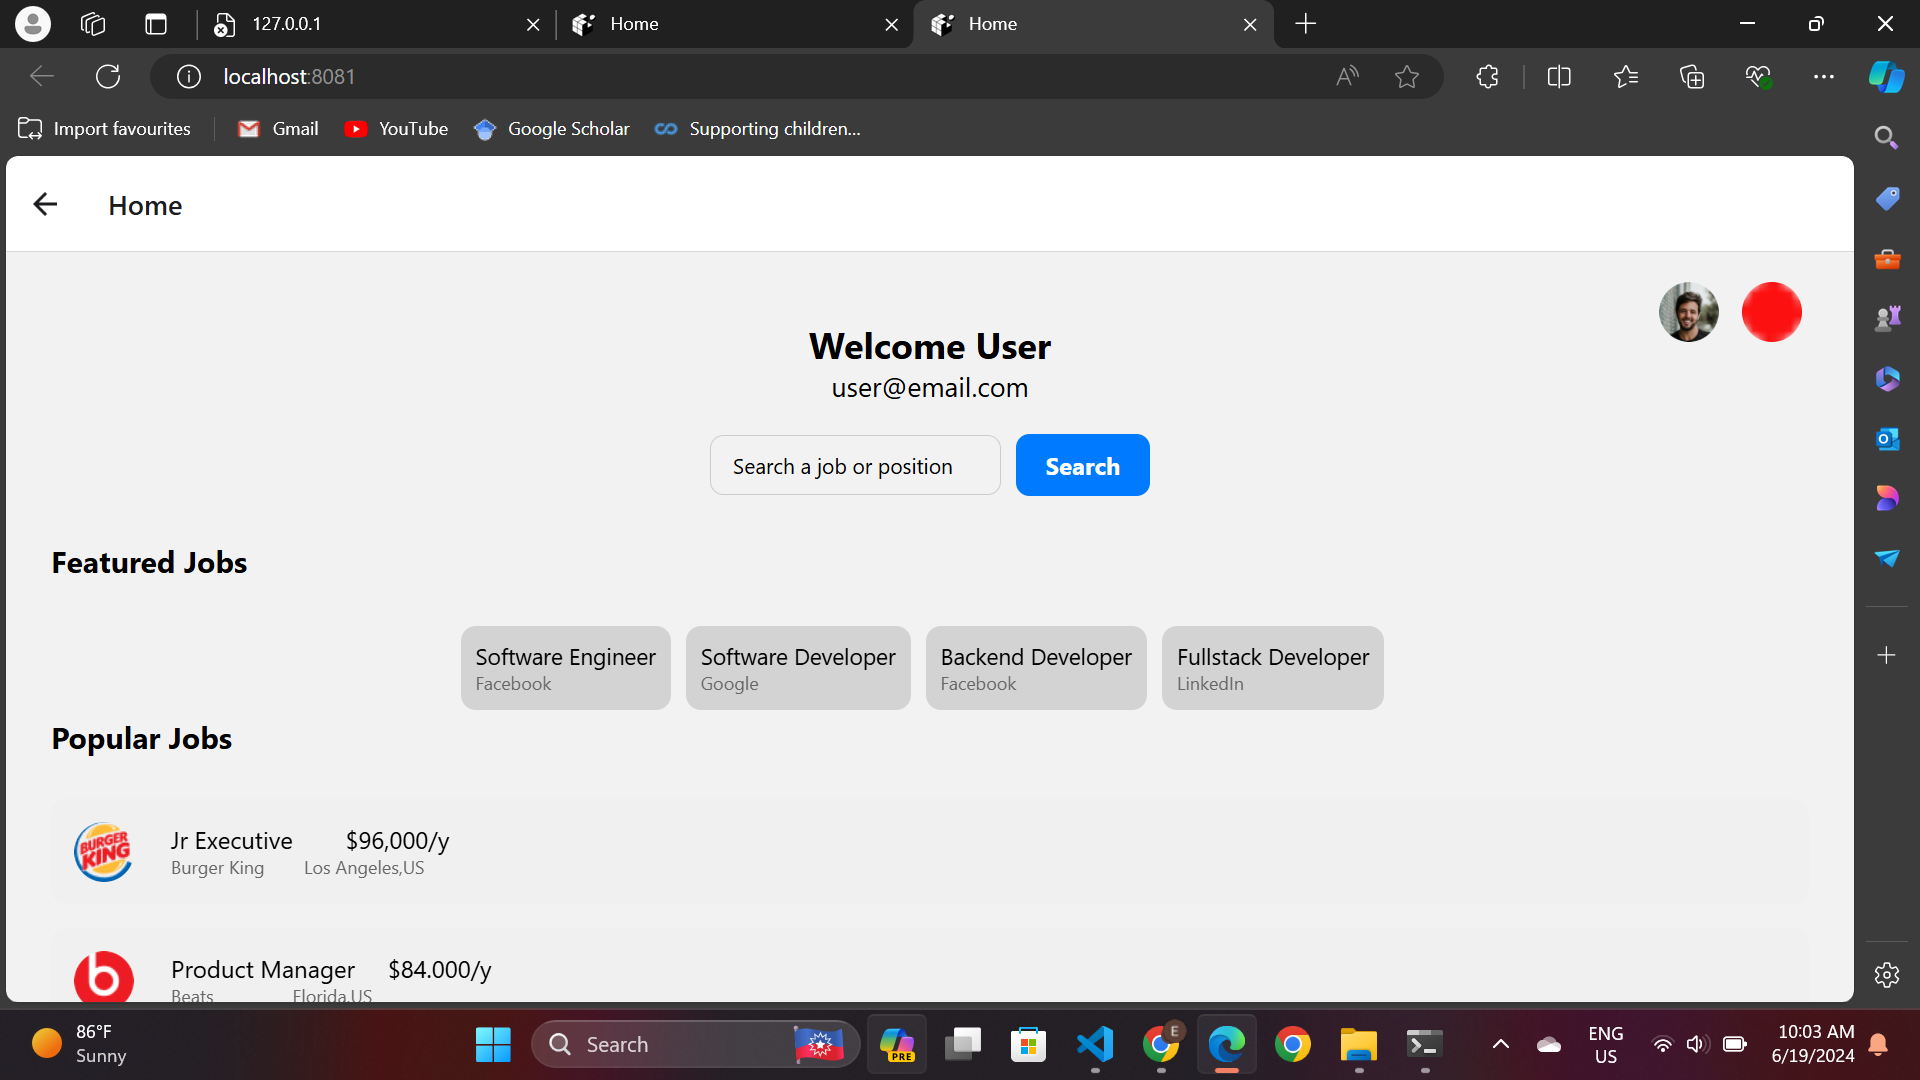 127.0.0.1
Home
Home
localhost:8081
Import favourites
Gmail
YouTube
Google Scholar
Supporting children...
Home
Welcome User
user@email.com
Search a job or position
Search
Featured Jobs
Software Engineer
Facebook
Software Developer
Google
Backend Developer
Facebook
Fullstack Developer
LinkedIn
Popular Jobs
BURGER KING
Jr Executive $96,000/y
Burger King Los Angeles,US
b
Product Manager $84.000/y
Beats Florida,US
86°F
Sunny
Search
PRE
E
ENG
US
10:03 AM
6/19/2024